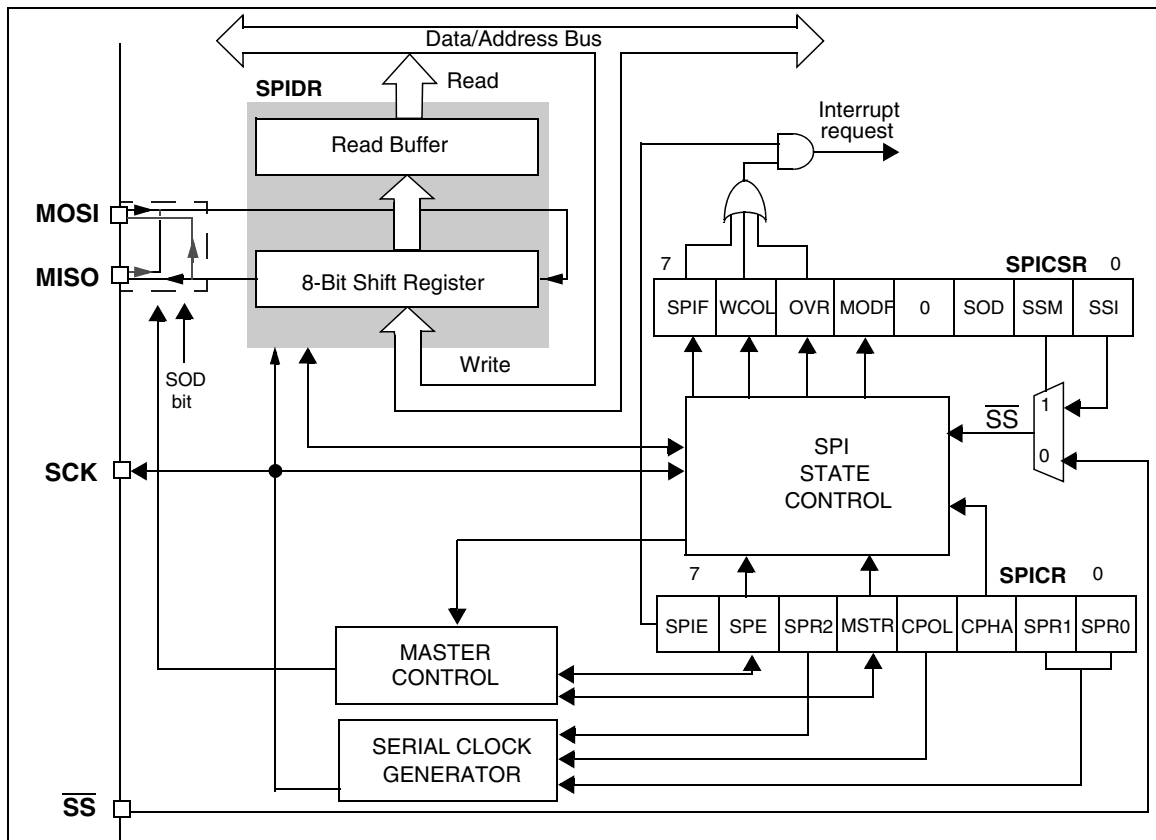 Data/Address Bus
SPIDR
Read
Read Buffer
Interrupt
request
MOSI
MISO
8-Bit Shift Register
7
SPICSR
0
SPIF
WCOL
OVR
MODF
0
SOD
SSM
SSI
Write
SOD
bit
SS
1
0
SCK
SPI
STATE
CONTROL
7
SPICR
0
SPIE
SPE
SPR2
MSTR
CPOL
CPHA
SPR1
SPR0
MASTER
CONTROL
SERIAL CLOCK
GENERATOR
SS